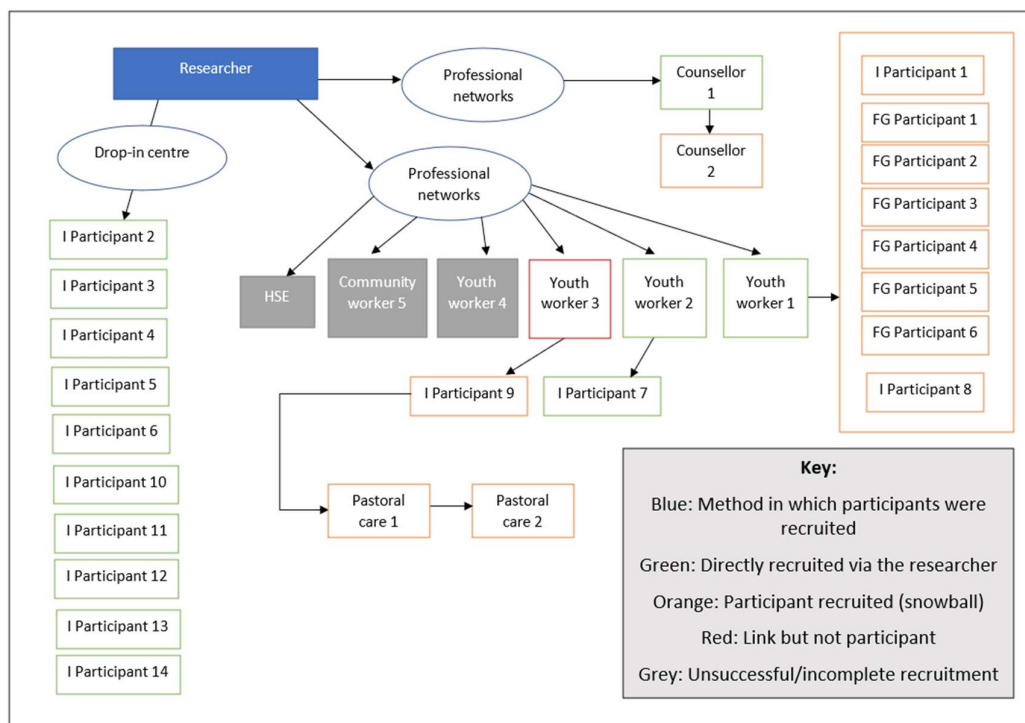 Researcher
Professional
networks
Counsellor
1
Counsellor
2
Drop-in centre
Professional
networks
I Participant 2
I Participant 3
I Participant 4
I Participant 5
I Participant 6
I Participant 10
I Participant 11
I Participant 12
I Participant 13
I Participant 14
HSE
Community
worker 5
Youth
worker 4
Youth
worker 3
Youth
worker 2
Youth
worker 1
I Participant 9
I Participant 7
Pastoral
care 1
Pastoral
care 2
I Participant 1
FG Participant 1
FG Participant 2
FG Participant 3
FG Participant 4
FG Participant 5
FG Participant 6
I Participant 8
Key:
Blue: Method in which participants were
recruited
Green: Directly recruited via the researcher
Orange: Participant recruited (snowball)
Red: Link but not participant
Grey: Unsuccessful/incomplete recruitment